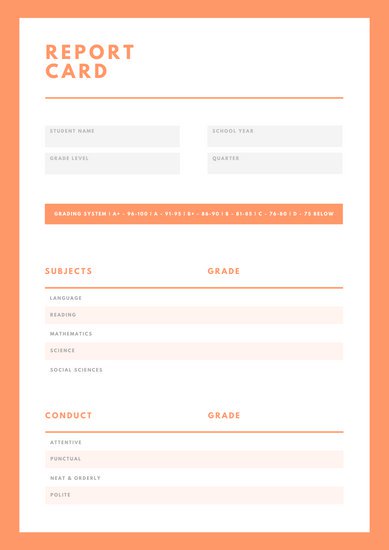 REPORT
CARD
STUDENT NAME SCHOOL YEAR
GRADE LEVEL QUARTER
GRADING SYSTEM | A+ - 96-100 | A - 91-95 | B+ - 86-90 | B - 81-85 | C - 76-80 | D - 75 BELOW
SUBJECTS GRADE
LANGUAGE
READING
MATHEMATICS
SCIENCE
SOCIAL SCIENCES
CONDUCT GRADE
ATTENTIVE
PUNCTUAL
NEAT & ORDERLY
POLITE